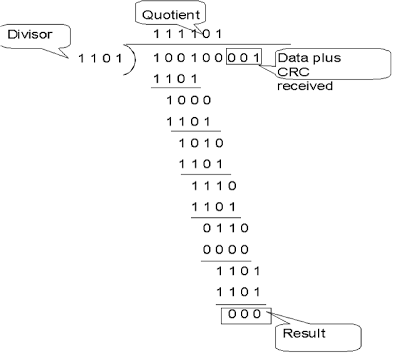 Quotient
Divisor
1 1 1 1 0 1
1 1 0 1
1 0 0 1 0 0 0 0 1
Data plus
CRC
received
1 1 0 1
1 0 0 0
1 1 0 1
1 0 1 0
1 1 0 1
1 1 1 0
1 1 0 1
0 1 1 0
0 0 0 0
1 1 0 1
1 1 0 1
0 0 0
Result